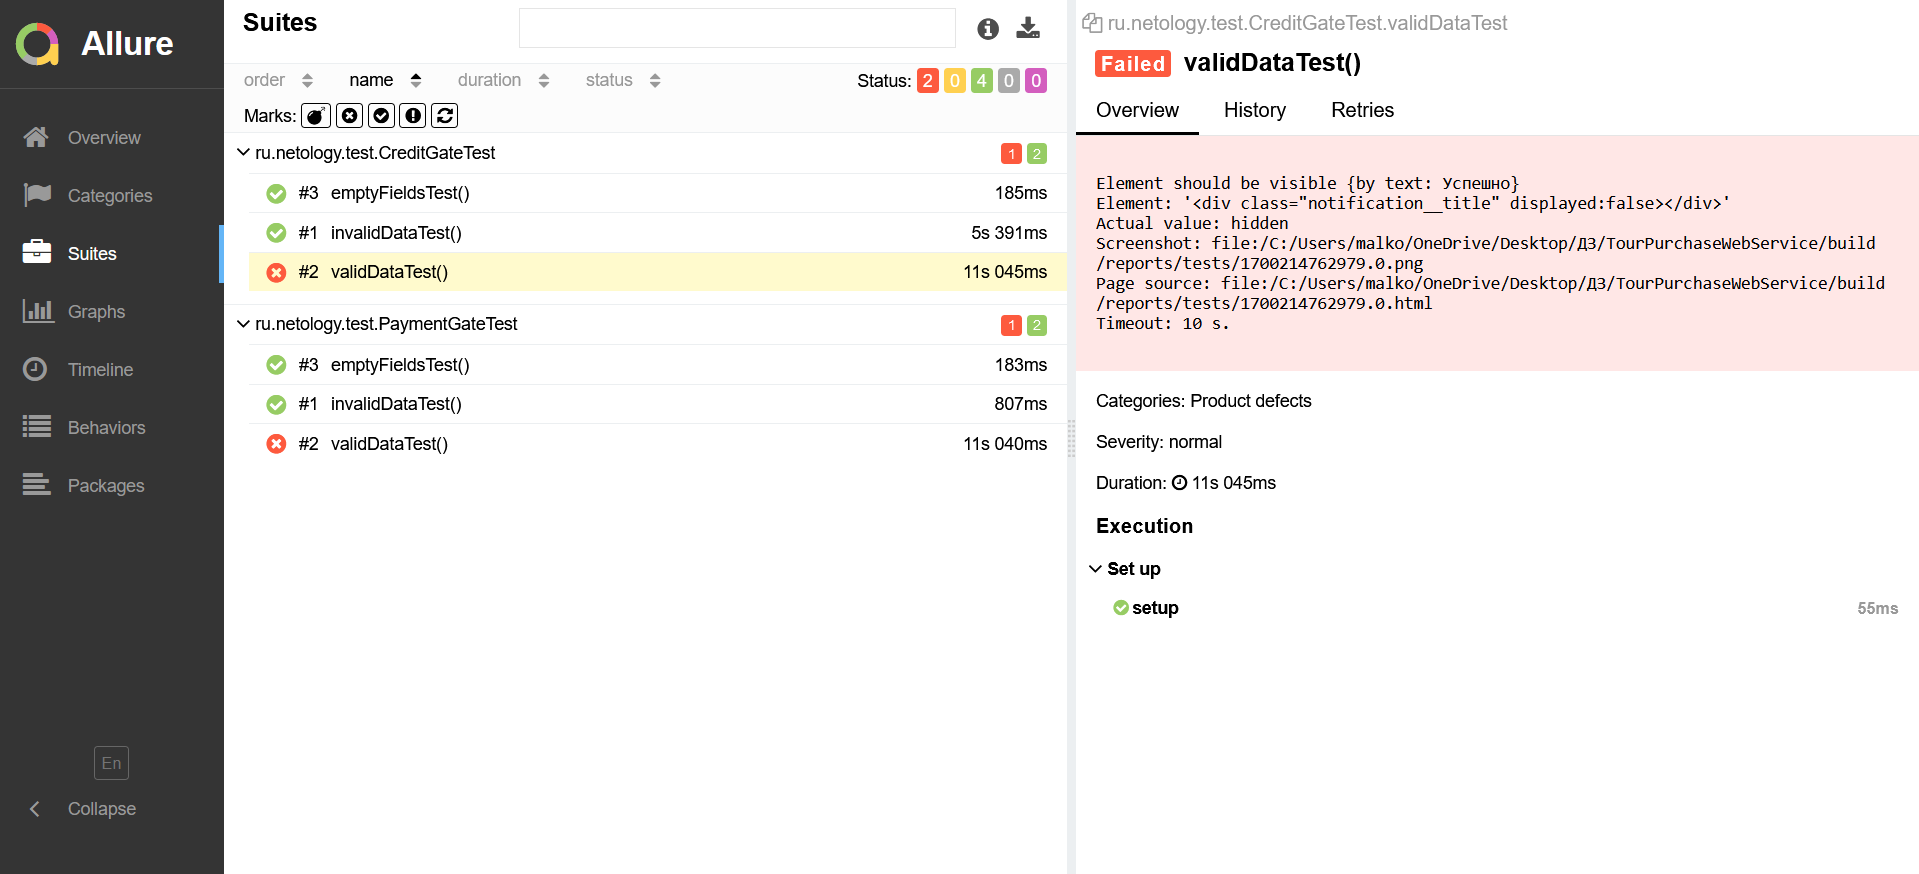 Allure
Overview
Categories
Suites
Graphs
Timeline
Behaviors
Packages
En
Collapse
Suites
order name duration status Status: 2 0 4 0 0
Marks:
ru.netology.test.CreditGateTest 1 2
#3 emptyFieldsTest() 185ms
#1 invalidDataTest() 5s 391ms
#2 validDataTest() 11s 045ms
ru.netology.test.PaymentGateTest 1 2
#3 emptyFieldsTest() 183ms
#1 invalidDataTest() 807ms
#2 validDataTest() 11s 040ms
ru.netology.test.CreditGateTest.validDataTest
Failed validDataTest()
Overview History Retries
Element should be visible {by text: Успешно}
Element: '<div class="notification__title" displayed:false></div>'
Actual value: hidden
Screenshot: file:/C:/Users/malko/OneDrive/Desktop/ДЗ/TourPurchaseWebService/build
/reports/tests/1700214762979.0.png
Page source: file:/C:/Users/malko/OneDrive/Desktop/ДЗ/TourPurchaseWebService/build
/reports/tests/1700214762979.0.html
Timeout: 10 s.
Categories: Product defects
Severity: normal
Duration: 11s 045ms
Execution
Set up
setup 55ms